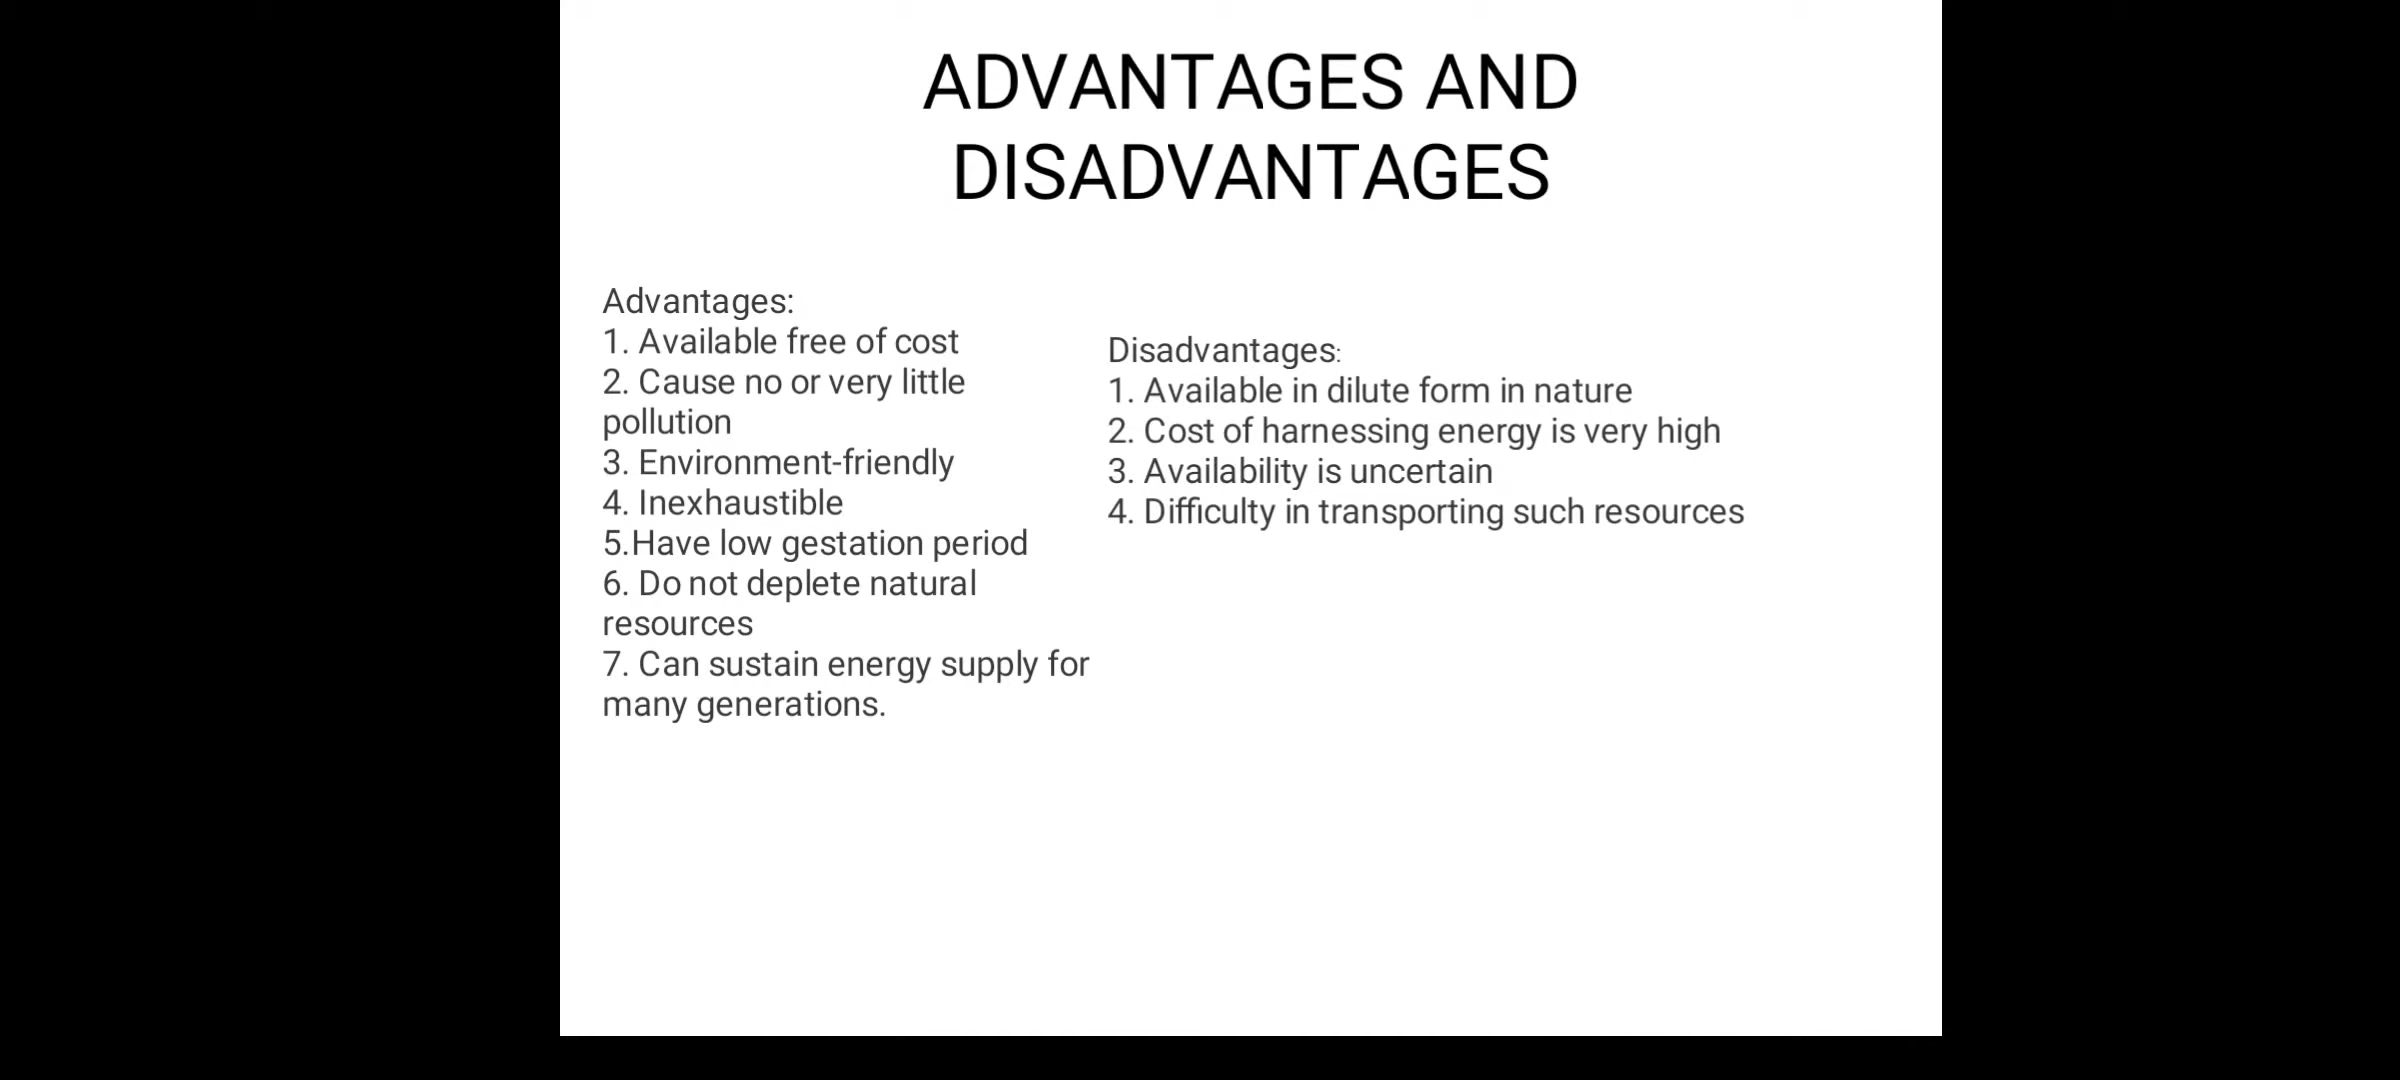 ADVANTAGES AND
DISADVANTAGES
Advantages:
1. Available free of cost
2. Cause no or very little
pollution
3. Environment-friendly
4. Inexhaustible
5.Have low gestation period
6. Do not deplete natural
resources
7. Can sustain energy supply for
many generations.
Disadvantages:
1. Available in dilute form in nature
2. Cost of harnessing energy is very high
3. Availability is uncertain
4. Difficulty in transporting such resources